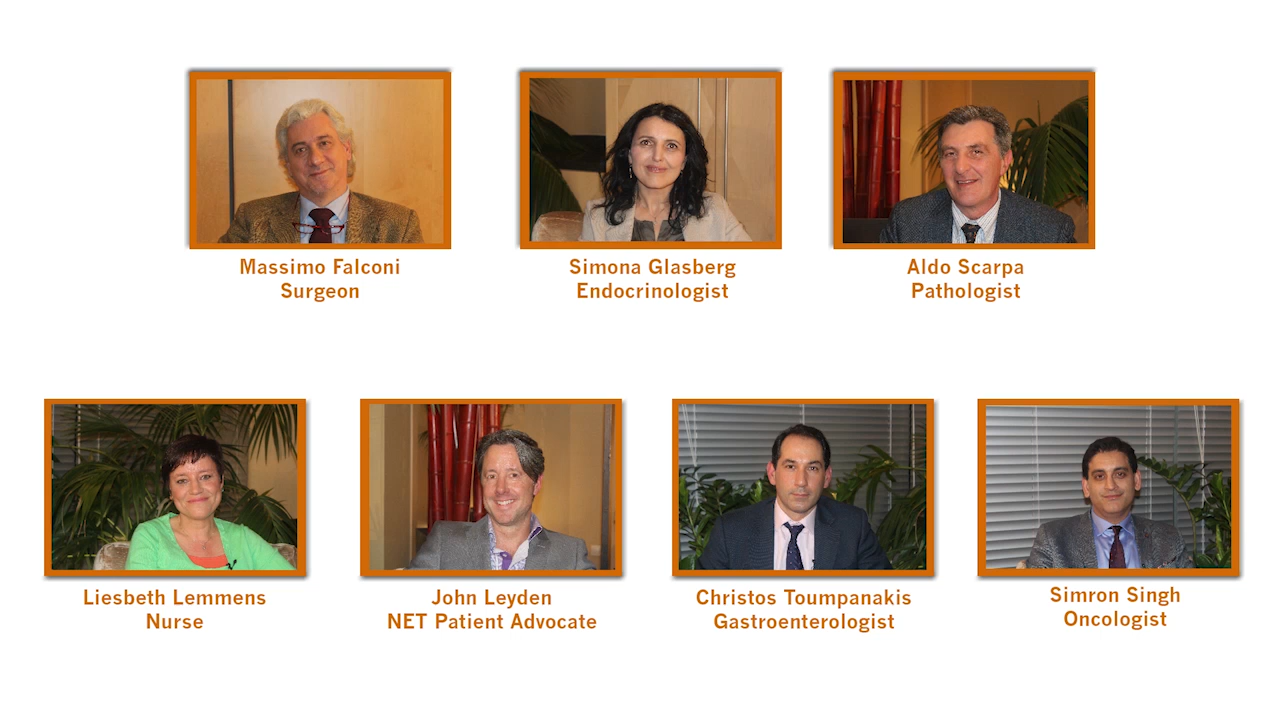 Massimo Falconi
Surgeon
Simona Glasberg
Endocrinologist
Aldo Scarpa
Pathologist
Liesbeth Lemmens
Nurse
John Leyden
NET Patient Advocate
Christos Toumpanakis
Gastroenterologist
Simron Singh
Oncologist